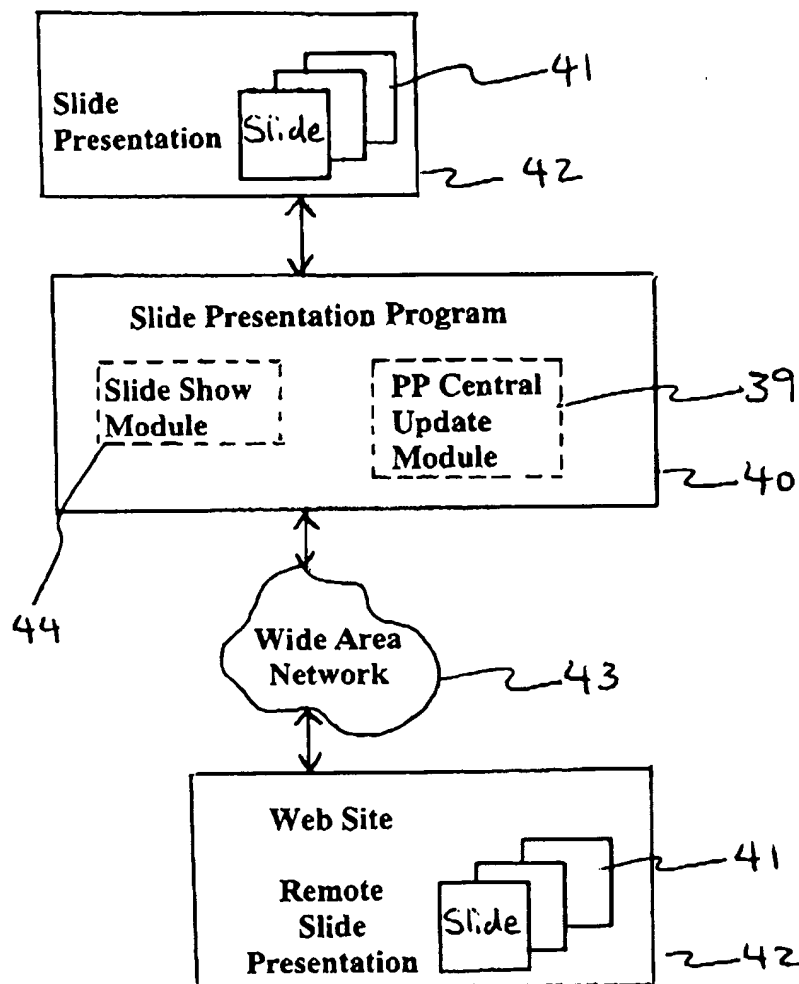 41
Slide
Presentation
Slide
42
Slide Presentation Program
Slide Show
Module
PP Central
Update
Module
39
40
44
Wide Area
Network
43
Web Site
Remote
Slide
Presentation
Slide
41
42